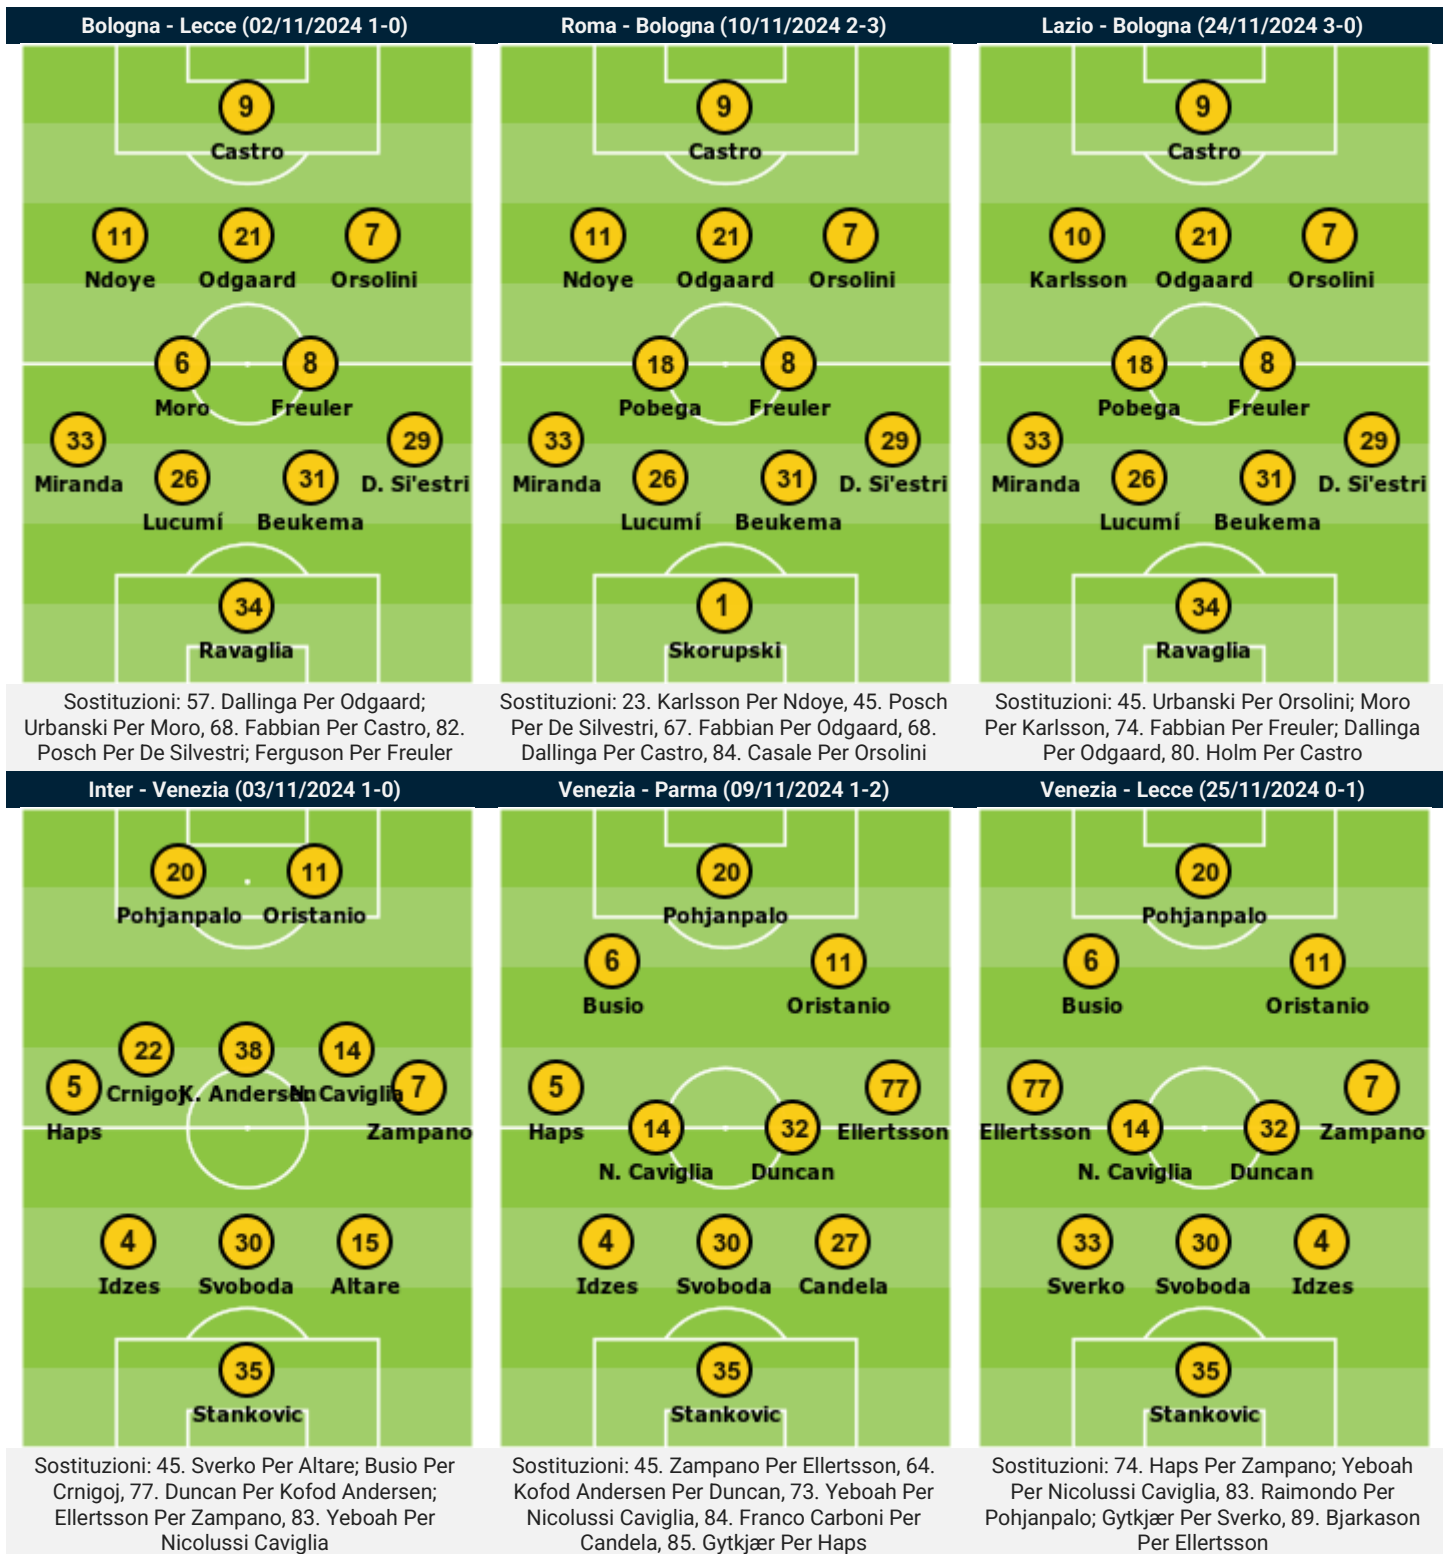 Bologna - Lecce (02/11/2024 1-0)
9
Castro
11
21
7
Ndoye
Odgaard
Orsolini
6
8
Moro
Freuler
33
29
Miranda
D. Si'estri
26
31
Lucumí
Beukema
34
Ravaglia
Sostituzioni: 57. Dallinga Per Odgaard;
Urbanski Per Moro, 68. Fabbian Per Castro, 82.
Posch Per De Silvestri; Ferguson Per Freuler
Roma - Bologna (10/11/2024 2-3)
9
Castro
11
21
7
Ndoye
Odgaard
Orsolini
18
8
Pobega
Freuler
33
29
Miranda
D. Si'estri
26
31
Lucumí
Beukema
1
Skorupski
Sostituzioni: 23. Karlsson Per Ndoye, 45. Posch
Per De Silvestri, 67. Fabbian Per Odgaard, 68.
Dallinga Per Castro, 84. Casale Per Orsolini
Lazio - Bologna (24/11/2024 3-0)
9
Castro
10
21
7
Karlsson
Odgaard
Orsolini
18
8
Pobega
Freuler
33
29
Miranda
D. Si'estri
26
31
Lucumí
Beukema
34
Ravaglia
Sostituzioni: 45. Urbanski Per Orsolini; Moro
Per Karlsson, 74. Fabbian Per Freuler; Dallinga
Per Odgaard, 80. Holm Per Castro
Inter - Venezia (03/11/2024 1-0)
20
11
Pohjanpalo
Oristanio
22
38
14
Crnigoj
K. Andersen
N. Caviglia
5
7
Haps
Zampano
4
30
15
Idzes
Svoboda
Altare
35
Stankovic
Sostituzioni: 45. Sverko Per Altare; Busio Per
Crnigoj, 77. Duncan Per Kofod Andersen;
Ellertsson Per Zampano, 83. Yeboah Per
Nicolussi Caviglia
Venezia - Parma (09/11/2024 1-2)
20
Pohjanpalo
6
11
Busio
Oristanio
5
77
Haps
Ellertsson
14
32
N. Caviglia
Duncan
4
30
27
Idzes
Svoboda
Candela
35
Stankovic
Sostituzioni: 45. Zampano Per Ellertsson, 64.
Kofod Andersen Per Duncan, 73. Yeboah Per
Nicolussi Caviglia, 84. Franco Carboni Per
Candela, 85. Gytkjær Per Haps
Venezia - Lecce (25/11/2024 0-1)
20
Pohjanpalo
6
11
Busio
Oristanio
77
7
Ellertsson
Zampano
14
32
N. Caviglia
Duncan
33
30
4
Sverko
Svoboda
Idzes
35
Stankovic
Sostituzioni: 74. Haps Per Zampano; Yeboah
Per Nicolussi Caviglia, 83. Raimondo Per
Pohjanpalo; Gytkjær Per Sverko, 89. Bjarkason
Per Ellertsson